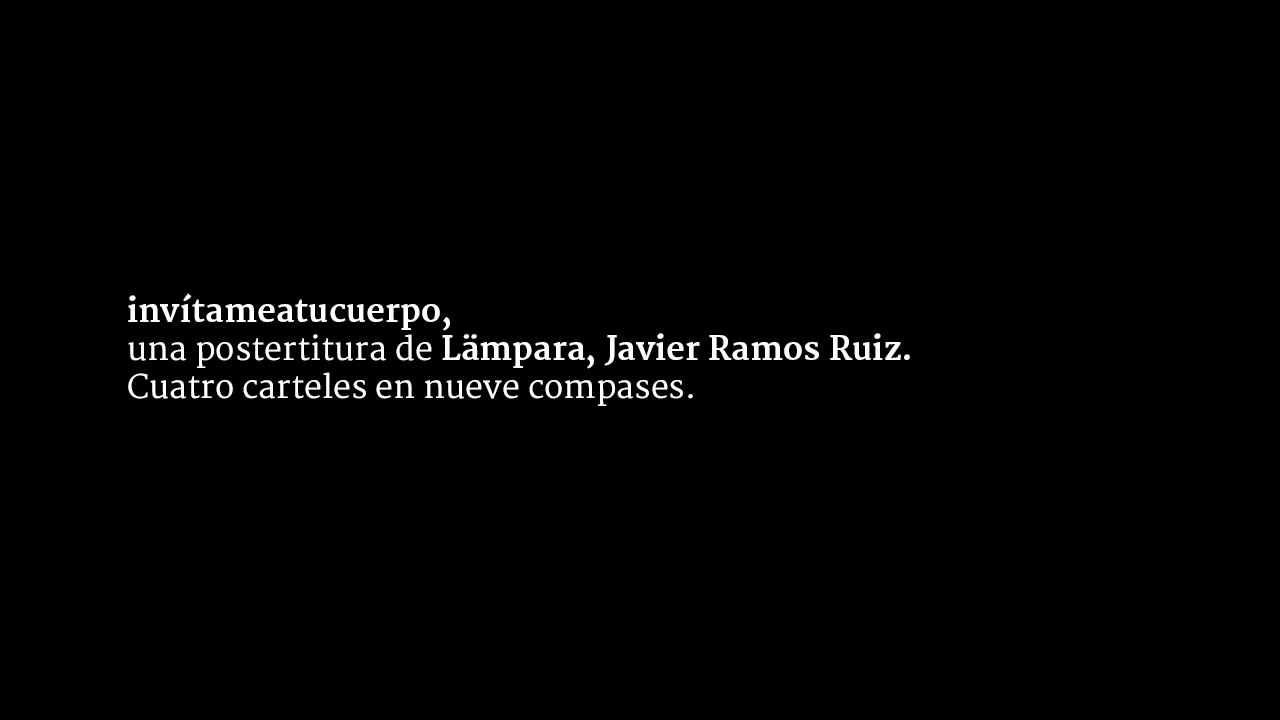 invítameatucuerpo,
una postertitura de Lämpara, Javier Ramos Ruiz.
Cuatro carteles en nueve compases.